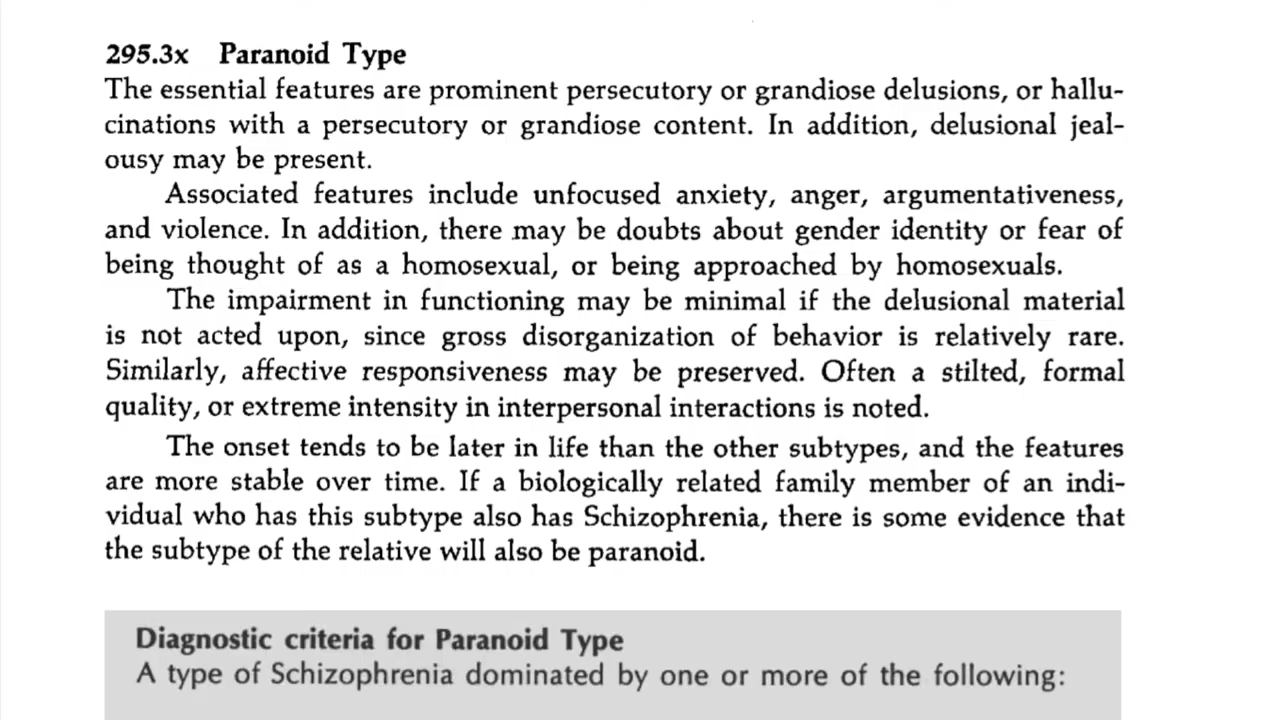 295.3x Paranoid Type
The essential features are prominent persecutory or grandiose delusions, or hallu-
cinations with a persecutory or grandiose content. In addition, delusional jeal-
ousy may be present.
Associated features include unfocused anxiety, anger, argumentativeness,
and violence. In addition, there may be doubts about gender identity or fear of
being thought of as a homosexual, or being approached by homosexuals.
The impairment in functioning may be minimal if the delusional material
is not acted upon, since gross disorganization of behavior is relatively rare.
Similarly, affective responsiveness may be preserved. Often a stilted, formal
quality, or extreme intensity in interpersonal interactions is noted.
The onset tends to be later in life than the other subtypes, and the features
are more stable over time. If a biologically related family member of an indi-
vidual who has this subtype also has Schizophrenia, there is some evidence that
the subtype of the relative will also be paranoid.
Diagnostic criteria for Paranoid Type
A type of Schizophrenia dominated by one or more of the following: